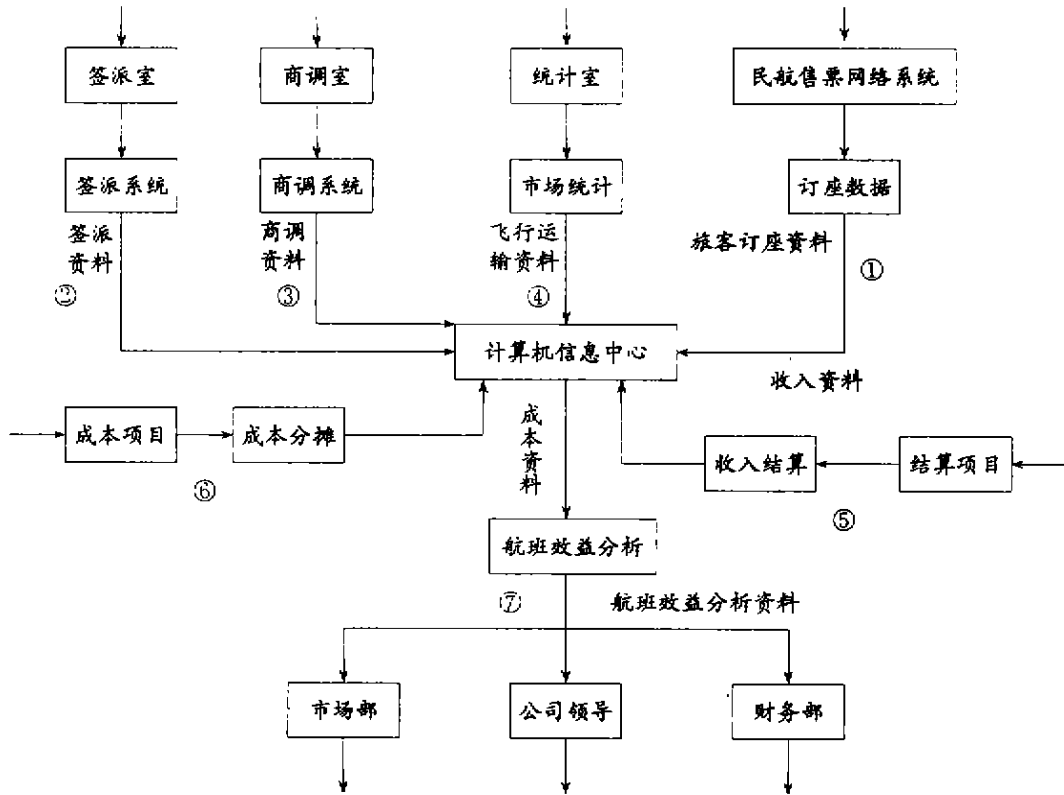 签派室
商调室
统计室
民航售票网络系统
签派系统
商调系统
市场统计
订座数据
签派
资料
②
商调
资料
③
飞行运
输资料
④
旅客订座资料
①
计算机信息中心
收入资料
成本项目
成本分摊
⑥
成本资料
收入结算
结算项目
⑤
航班效益分析
⑦
航班效益分析资料
市场部
公司领导
财务部